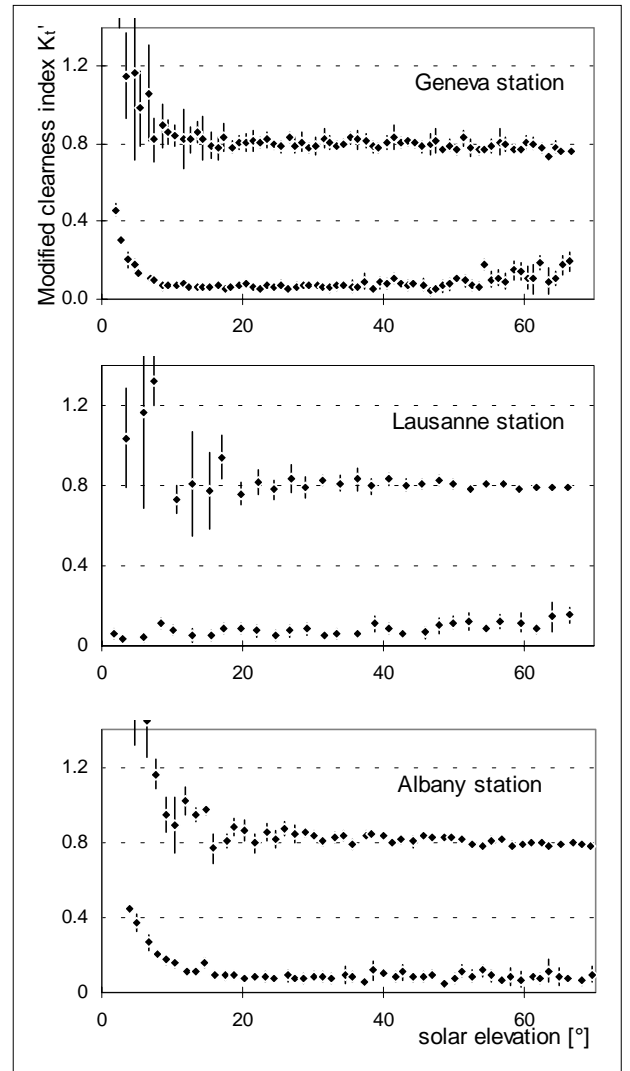 Modified clearness index Kt'
1.2
Geneva station
0.8
0.4
0.0
0 20 40 60
1.2
Lausanne station
0.8
0.4
0
0 20 40 60
1.2
Albany station
0.8
0.4
0
0 20 40 60
solar elevation [°]